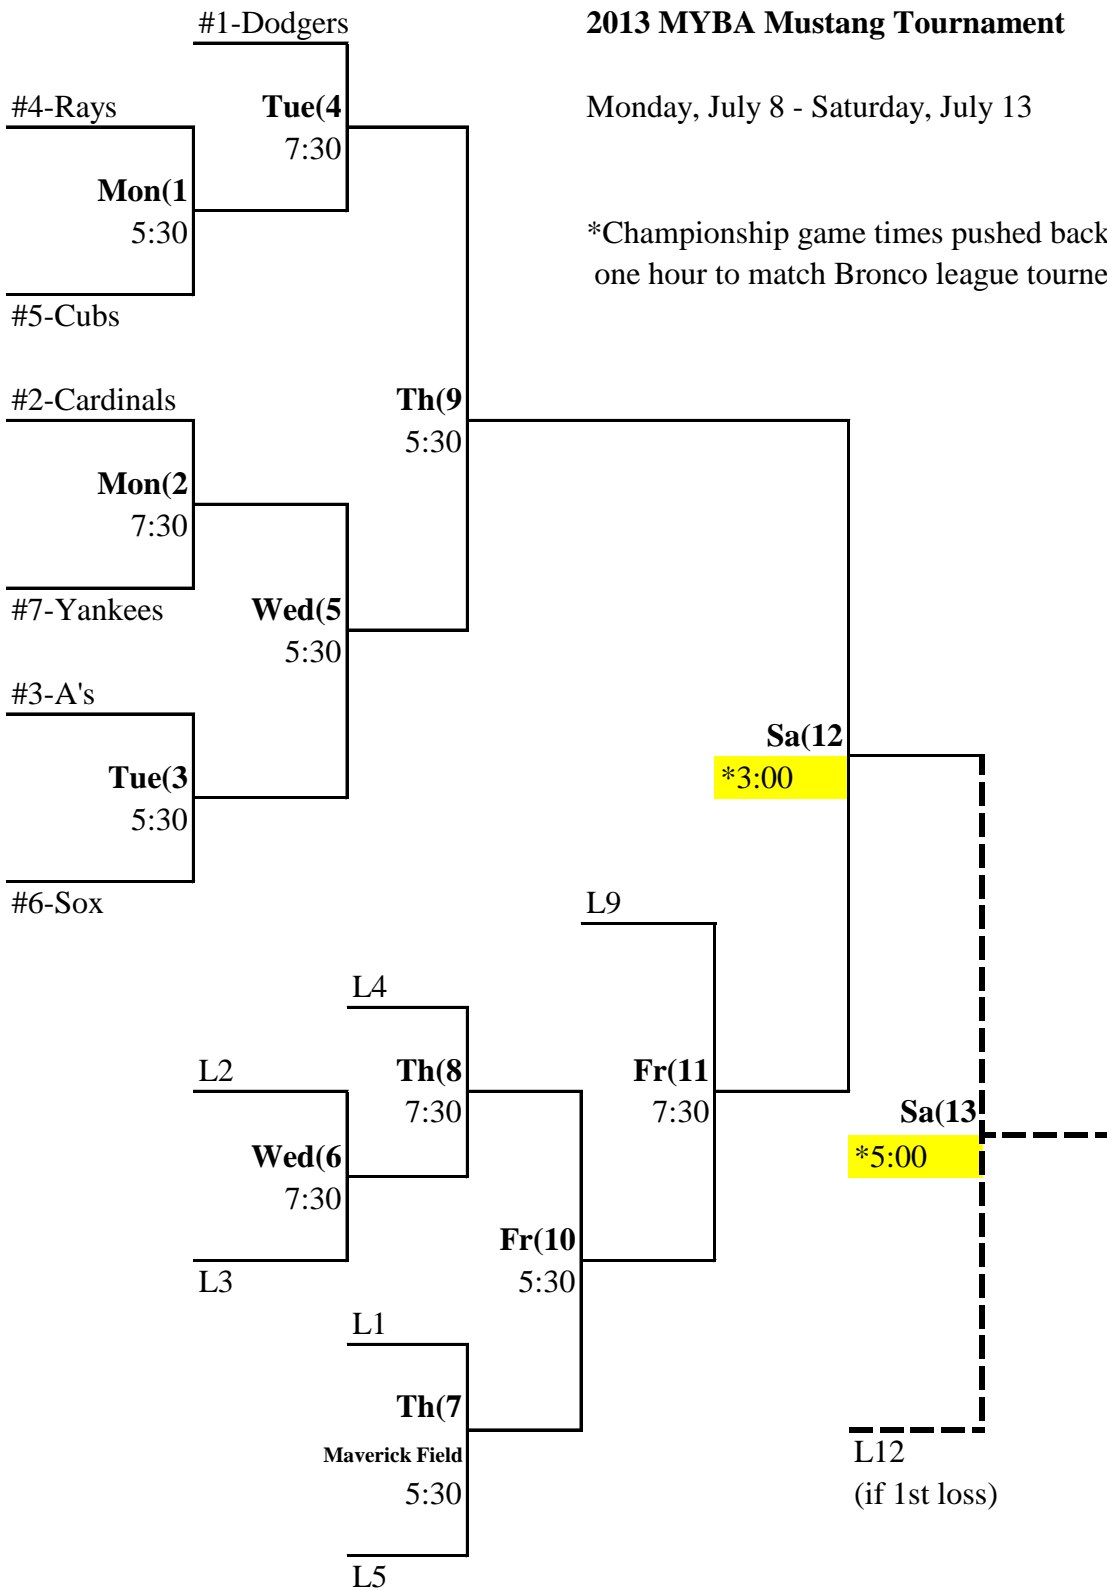 #1-Dodgers
2013 MYBA Mustang Tournament
#4-Rays
Tue(4
Monday, July 8 - Saturday, July 13
7:30
Mon(1
5:30
*Championship game times pushed back
one hour to match Bronco league tourne
#5-Cubs
#2-Cardinals
Th(9
5:30
Mon(2
7:30
#7-Yankees
Wed(5
5:30
#3-A's
Sa(12
Tue(3
*3:00
5:30
#6-Sox
L9
L4
L2
Th(8
Fr(11
7:30
7:30
Sa(13
Wed(6
*5:00
7:30
Fr(10
L3
5:30
L1
Th(7
Maverick Field
L12
5:30
(if 1st loss)
L5